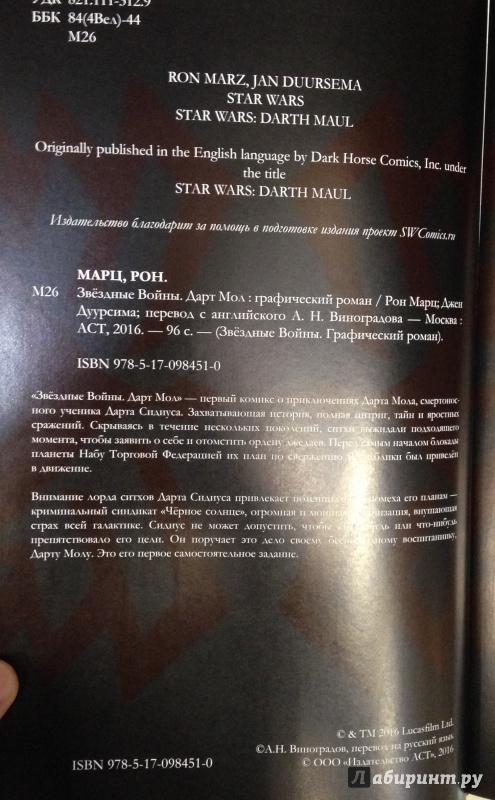 УДК 821.111-312.9
ББК 84(4Вел)-44
М26
RON MARZ, JAN DUURSEMA
STAR WARS
STAR WARS: DARTH MAUL
Originally published in the English language by Dark Horse Comics, Inc. under
the title
STAR WARS: DARTH MAUL
Издательство благодарит за помощь в подготовке издания проект SWComics.ru
МАРЦ, РОН.
М26 Звёздные Войны. Дарт Мол : графический роман / Рон Марц; Джен
Дуурсима; перевод с английского А. Н. Виноградова — Москва :
АСТ, 2016. — 96 с. — (Звёздные Войны. Графический роман).
ISBN 978-5-17-098451-0
«Звёздные Войны. Дарт Мол» — первый комикс о приключениях Дарта Мола, смертонос-
ного ученика Дарта Сидиуса. Захватывающая история, полная интриг, тайн и яростных
сражений. Скрываясь в течение нескольких поколений, ситхи выжидали подходящего
момента, чтобы заявить о себе и отомстить ордену джедаев. Перед самым началом блокады
планеты Набу Торговой Федерацией их план по свержению Республики был приведён
в движение.
Внимание лорда ситхов Дарта Сидиуса привлекает помеха его планам —
криминальный синдикат «Чёрное солнце», огромная и организация, внушающая
страх всей галактике. Сидиус не может допустить, чтобы или что-нибудь
препятствовало его цели. Он поручает это дело своему воспитаннику,
Дарту Молу. Это его первое самостоятельное задание.
© & TM 2016 Lucasfilm Ltd.
©А.Н. Виноградов, перевод на русский язык
© ООО «Издательство АСТ», 2016
ISBN 978-5-17-098451-0
Лабиринт.ру